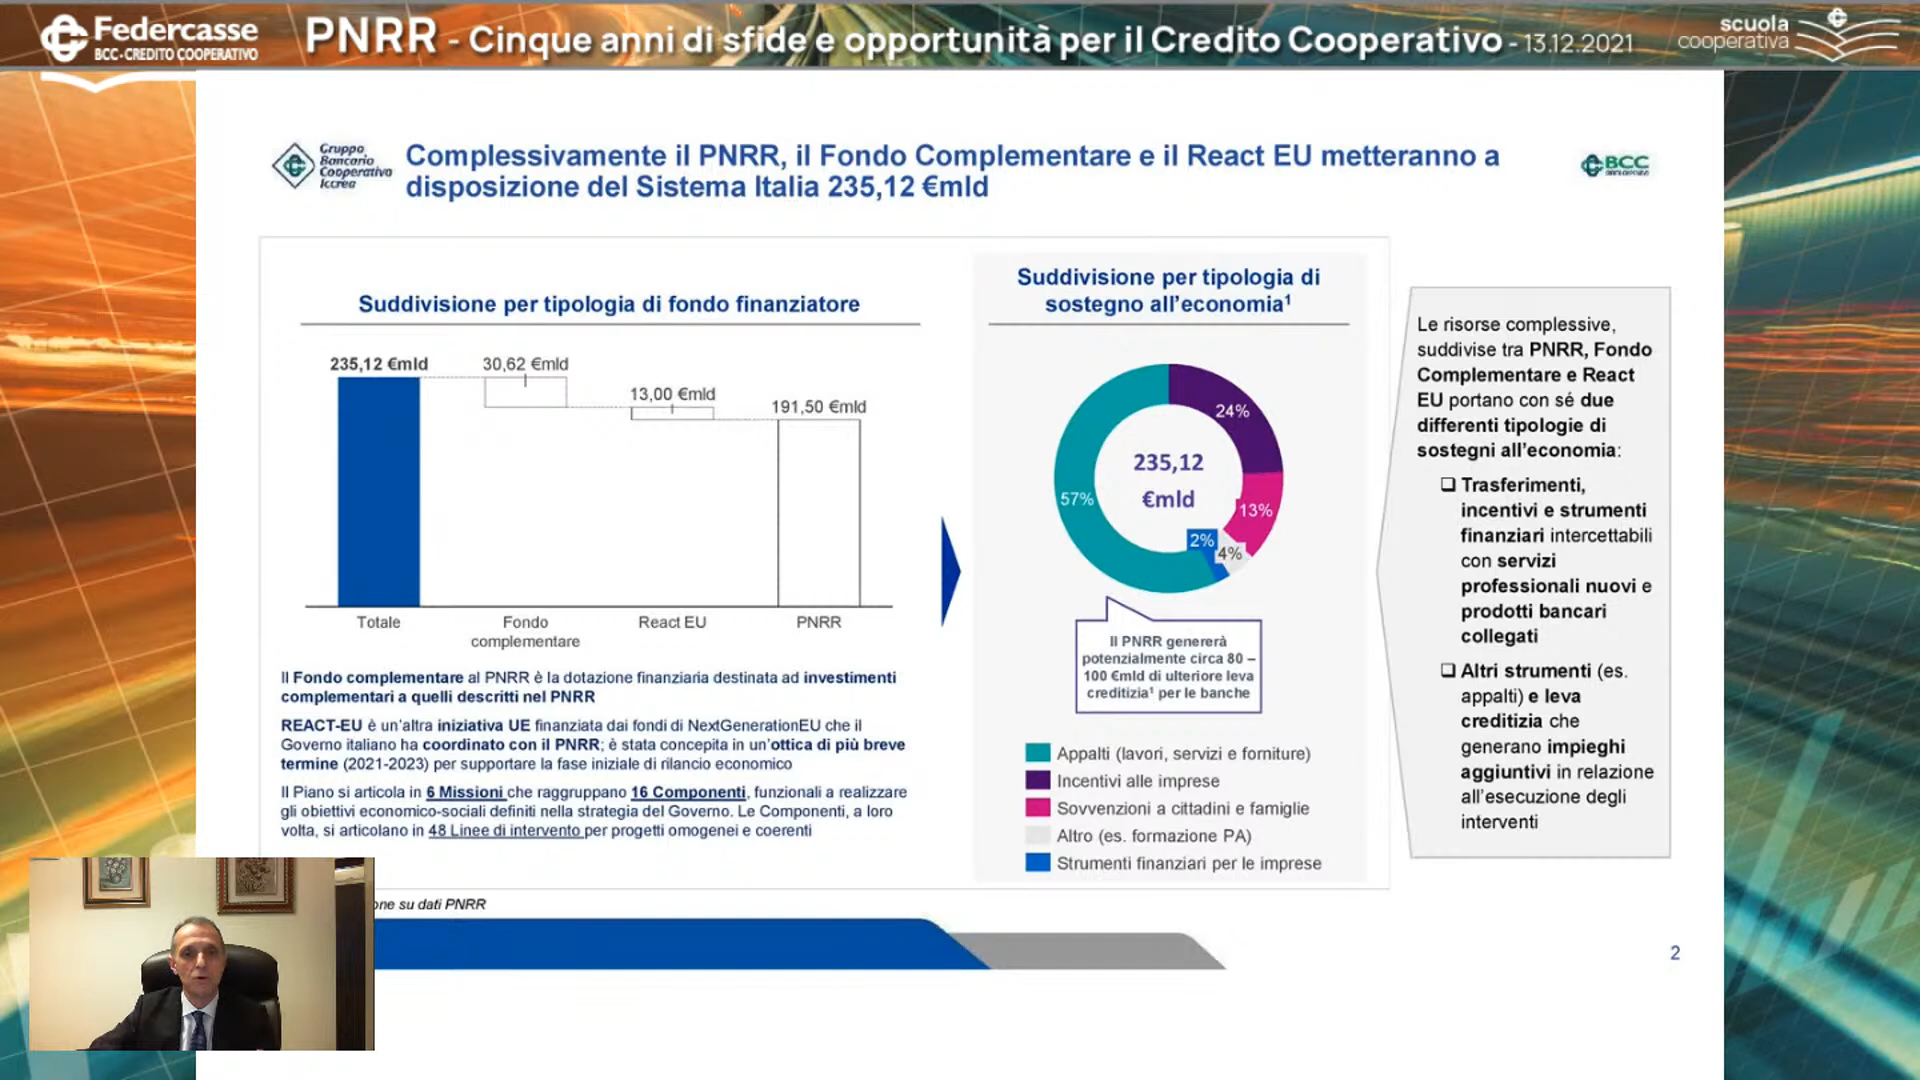 Federcasse
BCC-CREDITO COOPERATIVO
PNRR - Cinque anni di sfide e opportunità per il Credito Cooperativo - 13.12.2021
scuola
cooperativa
Gruppo
Bancario
Cooperativo
Iccrea
Complessivamente il PNRR, il Fondo Complementare e il React EU metteranno a
disposizione del Sistema Italia 235,12 €mld
BCC
Suddivisione per tipologia di fondo finanziatore
235,12 €mld
30,62 €mld
13,00 €mld
191,50 €mld
Totale
Fondo
complementare
React EU
PNRR
Il Fondo complementare al PNRR è la dotazione finanziaria destinata ad investimenti
complementari a quelli descritti nel PNRR
REACT-EU è un'altra iniziativa UE finanziata dai fondi di NextGenerationEU che il
Governo italiano ha coordinato con il PNRR; è stata concepita in un'ottica di più breve
termine (2021-2023) per supportare la fase iniziale di rilancio economico
Il Piano si articola in 6 Missioni che raggruppano 16 Componenti, funzionali a realizzare
gli obiettivi economico-sociali definiti nella strategia del Governo. Le Componenti, a loro
volta, si articolano in 48 Linee di intervento per progetti omogenei e coerenti
Suddivisione per tipologia di
sostegno all'economia¹
24%
13%
4%
2%
57%
235,12
€mld
Il PNRR genererà
potenzialmente circa 80 –
100 €mld di ulteriore leva
creditizia¹ per le banche
Appalti (lavori, servizi e forniture)
Incentivi alle imprese
Sovvenzioni a cittadini e famiglie
Altro (es. formazione PA)
Strumenti finanziari per le imprese
Le risorse complessive,
suddivise tra PNRR, Fondo
Complementare e React
EU portano con sé due
differenti tipologie di
sostegni all'economia:
❑ Trasferimenti,
incentivi e strumenti
finanziari intercettabili
con servizi
professionali nuovi e
prodotti bancari
collegati
❑ Altri strumenti (es.
appalti) e leva
creditizia che
generano impieghi
aggiuntivi in relazione
all'esecuzione degli
interventi
one su dati PNRR
2